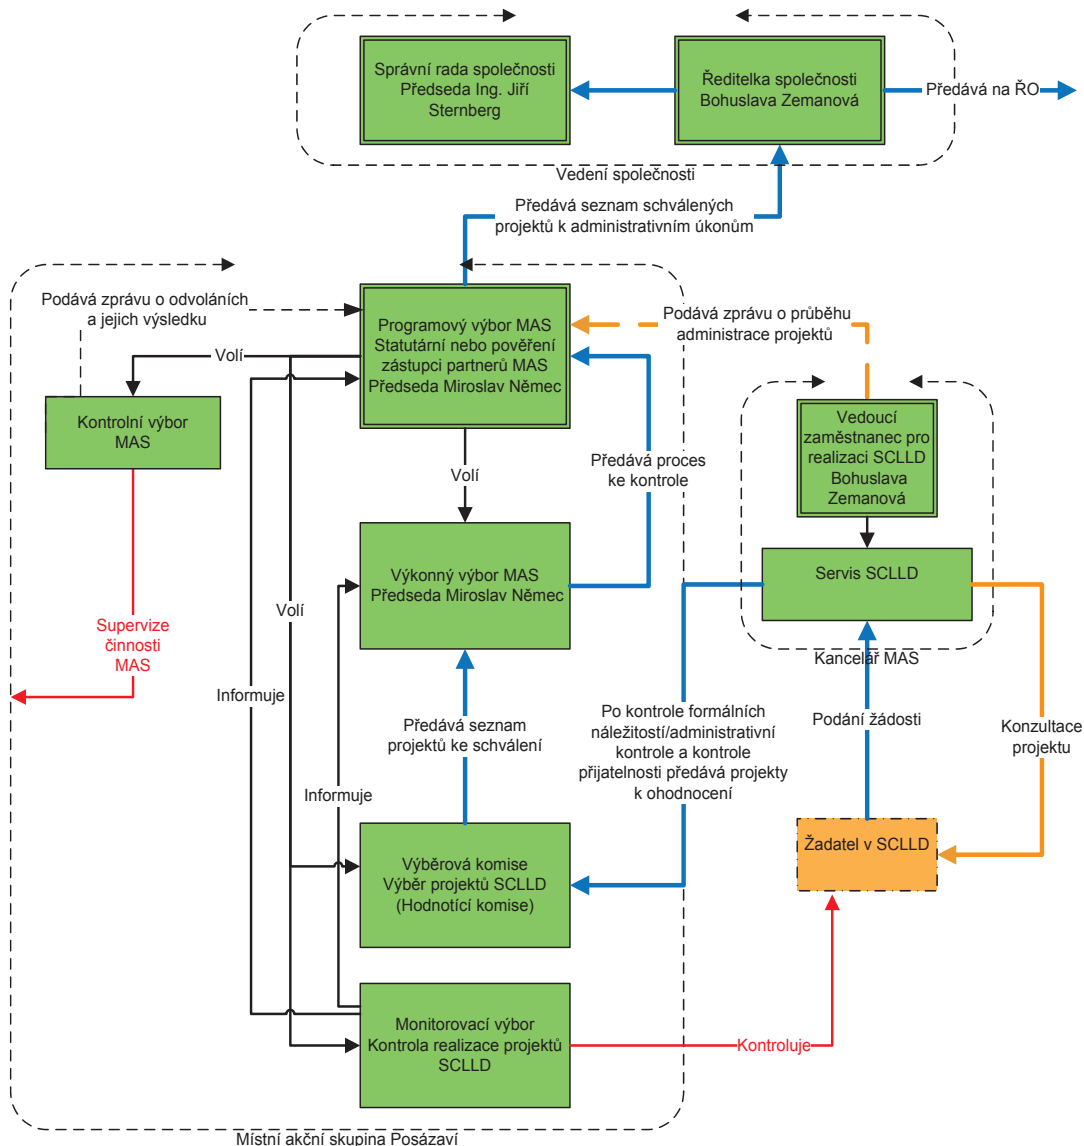 Správní rada společnosti
Předseda Ing. Jiří
Sternberg
Ředitelka společnosti
Bohuslava Zemanová
Předává na ŘO
Vedení společnosti
Předává seznam schválených
projektů k administrativním úkonům
Podává zprávu o odvoláních
a jejich výsledku
Programový výbor MAS
Statutární nebo pověření
zástupci partnerů MAS
Předseda Miroslav Němec
Podává zprávu o průběhu
administrace projektů
Volí
Kontrolní výbor
MAS
Vedoucí
zaměstnanec pro
realizaci SCLLD
Bohuslava
Zemanová
Volí
Předává proces
ke kontrole
Výkonný výbor MAS
Předseda Miroslav Němec
Servis SCLLD
Volí
Supervize
činnosti
MAS
Kancelář MAS
Informuje
Předává seznam
projektů ke schválení
Po kontrole formálních
náležitostí/administrativní
kontrole a kontrole
přijatelnosti předává projekty
k ohodnocení
Podání žádosti
Konzultace
projektu
Informuje
Výběrová komise
Výběr projektů SCLLD
(Hodnotící komise)
Žadatel v SCLLD
Monitorovací výbor
Kontrola realizace projektů
SCLLD
Kontroluje
Místní akční skupina Posázaví